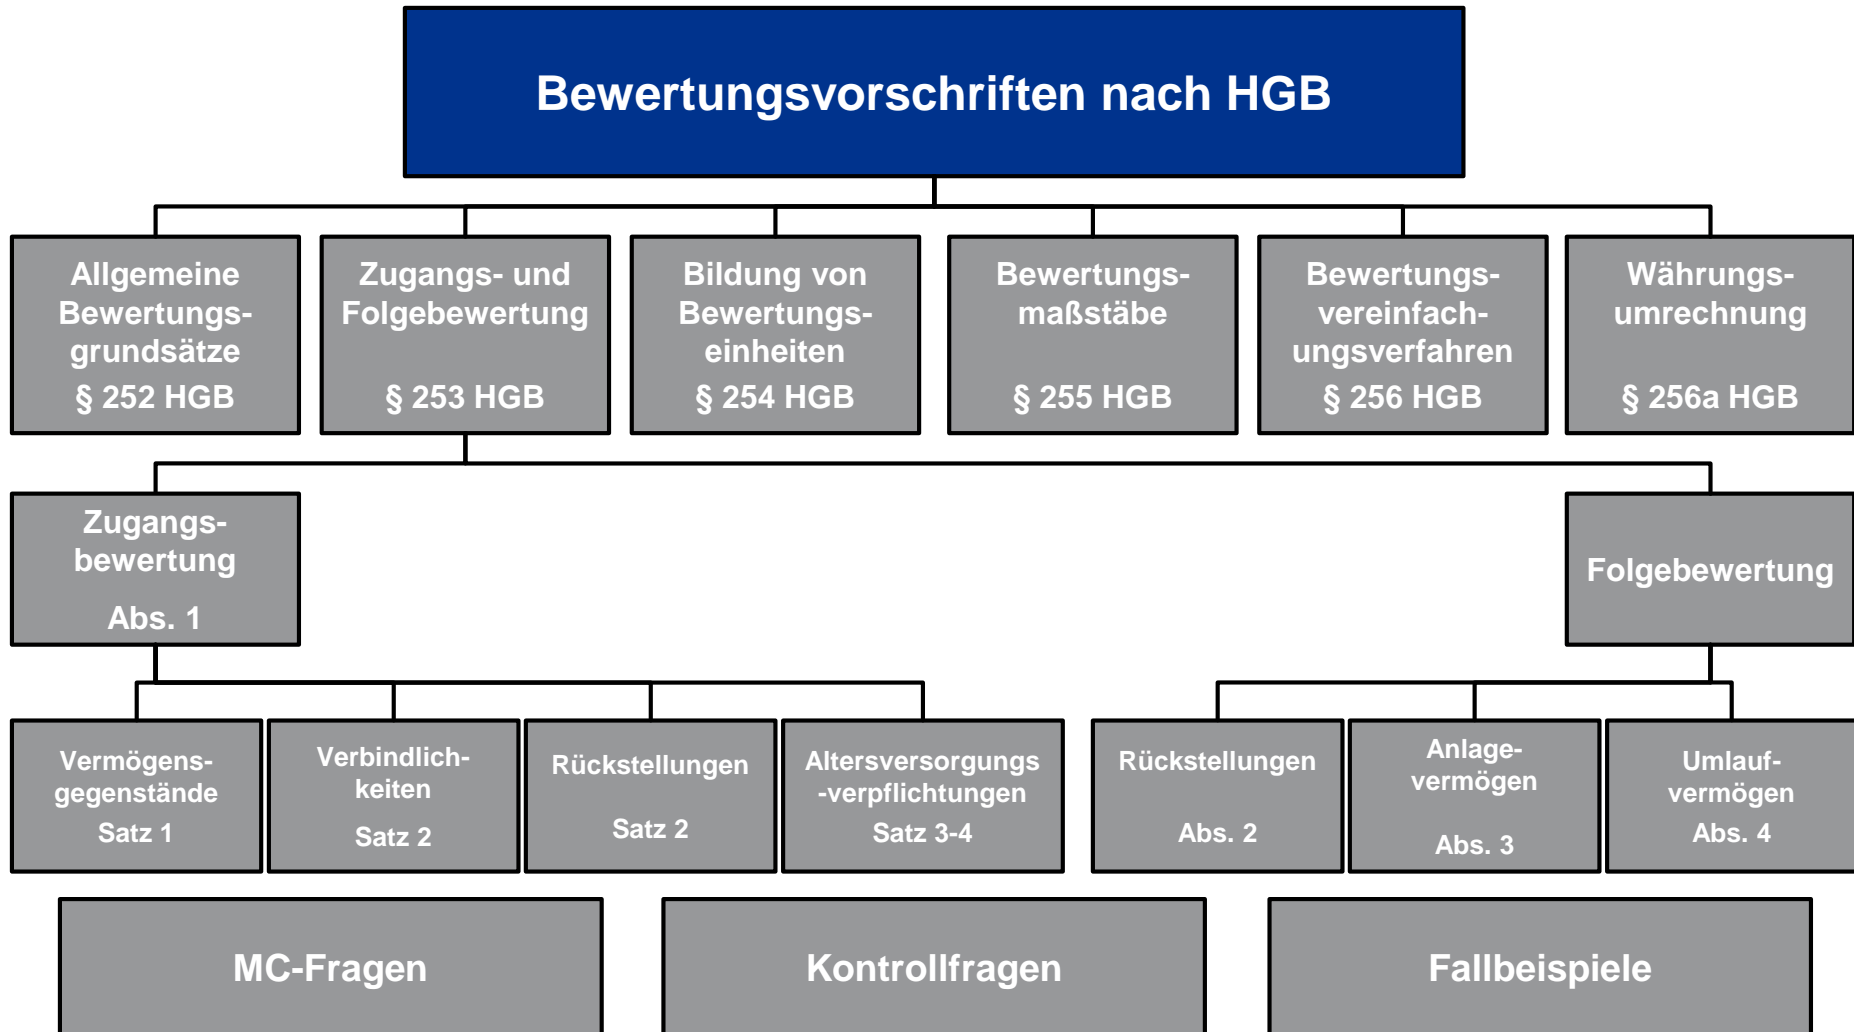 Bewertungsvorschriften nach HGB
Allgemeine
Bewertungs-
grundsätze
§ 252 HGB
Zugangs- und
Folgebewertung
§ 253 HGB
Bildung von
Bewertungs-
einheiten
§ 254 HGB
Bewertungs-
maßstäbe
§ 255 HGB
Bewertungs-
vereinfach-
ungsverfahren
§ 256 HGB
Währungs-
umrechnung
§ 256a HGB
Zugangs-
bewertung
Abs. 1
Folgebewertung
Vermögens-
gegenstände
Satz 1
Verbindlich-
keiten
Satz 2
Rückstellungen
Satz 2
Altersversorgungs
-verpflichtungen
Satz 3-4
Rückstellungen
Abs. 2
Anlage-
vermögen
Abs. 3
Umlauf-
vermögen
Abs. 4
MC-Fragen
Kontrollfragen
Fallbeispiele